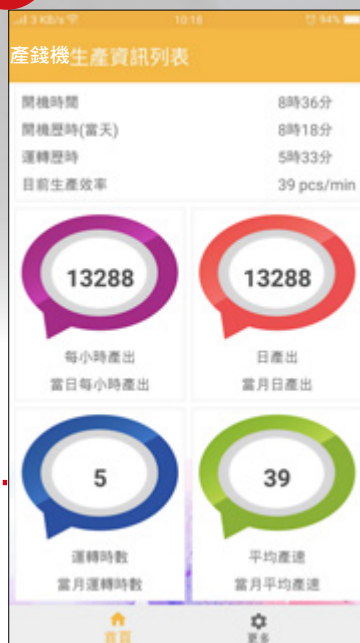 3 KB/s 10:18 94%
產錢機生產資訊列表
開機時間 8時36分
開機歷時(當天) 8時18分
運轉歷時 5時33分
目前生產效率 39 pcs/min
13288
每小時產出
當日每小時產出
13288
日產出
當月日產出
5
運轉時數
當月運轉時數
39
平均產速
當月平均產速
首頁
更多